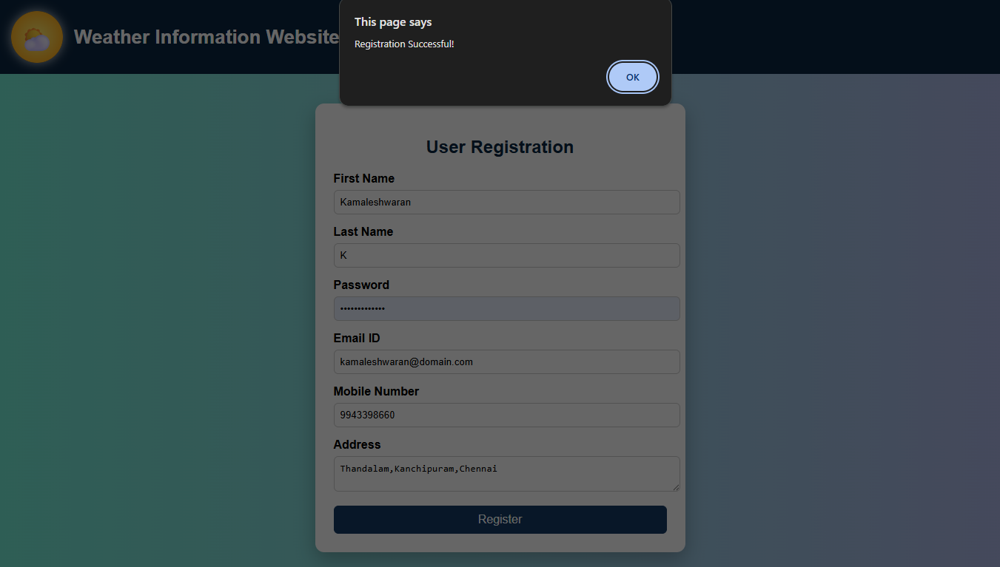 Weather Information Website
This page says
Registration Successful!
OK
User Registration
First Name
Kamaleshwaran
Last Name
K
Password
•••••••••••••
Email ID
kamaleshwaran@domain.com
Mobile Number
9943398660
Address
Thandalam,Kanchipuram,Chennai
Register